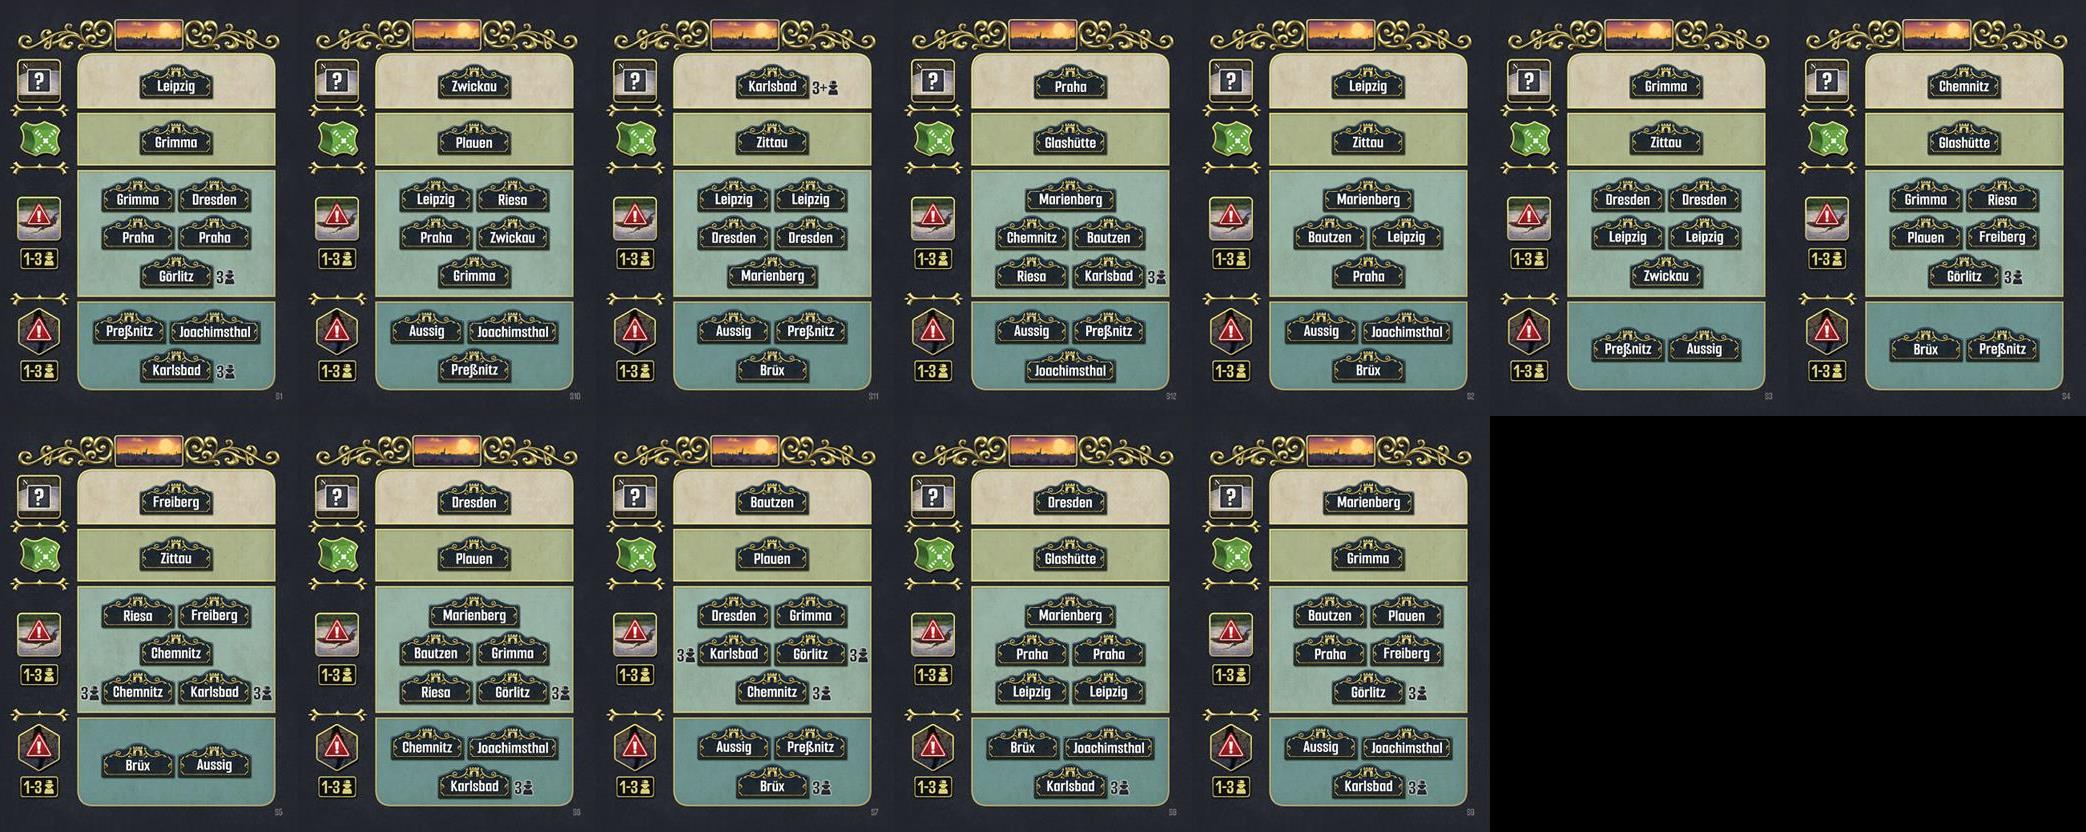 N
?
Leipzig
Grimma
Grimma Dresden
Praha Praha
Görlitz 3
1-3
Preßnitz Joachimsthal
Karlsbad 3
1-3
S1
N
?
Zwickau
Plauen
Leipzig Riesa
Praha Zwickau
Grimma
1-3
Aussig Joachimsthal
Preßnitz
1-3
S10
N
?
Karlsbad 3+
Zittau
Leipzig Leipzig
Dresden Dresden
Marienberg
1-3
Aussig Preßnitz
Brüx
1-3
S11
N
?
Praha
Glashütte
Marienberg
Chemnitz Bautzen
Riesa Karlsbad 3
1-3
Aussig Preßnitz
Joachimsthal
1-3
S12
N
?
Leipzig
Zittau
Marienberg
Bautzen Leipzig
Praha
1-3
Aussig Joachimsthal
Brüx
1-3
S2
N
?
Grimma
Zittau
Dresden Dresden
Leipzig Leipzig
Zwickau
1-3
Preßnitz Aussig
1-3
S3
N
?
Chemnitz
Glashütte
Grimma Riesa
Plauen Freiberg
Görlitz 3
1-3
Brüx Preßnitz
1-3
S4
N
?
Freiberg
Zittau
Riesa Freiberg
Chemnitz
3 Chemnitz Karlsbad 3
1-3
Brüx Aussig
1-3
S5
N
?
Dresden
Plauen
Marienberg
Bautzen Grimma
Riesa Görlitz 3
1-3
Chemnitz Joachimsthal
Karlsbad 3
1-3
S6
N
?
Bautzen
Plauen
Dresden Grimma
3 Karlsbad Görlitz 3
Chemnitz 3
1-3
Aussig Preßnitz
Brüx 3
1-3
S7
N
?
Dresden
Glashütte
Marienberg
Praha Praha
Leipzig Leipzig
1-3
Brüx Joachimsthal
Karlsbad 3
1-3
S8
N
?
Marienberg
Grimma
Bautzen Plauen
Praha Freiberg
Görlitz 3
1-3
Aussig Joachimsthal
Karlsbad 3
1-3
S9